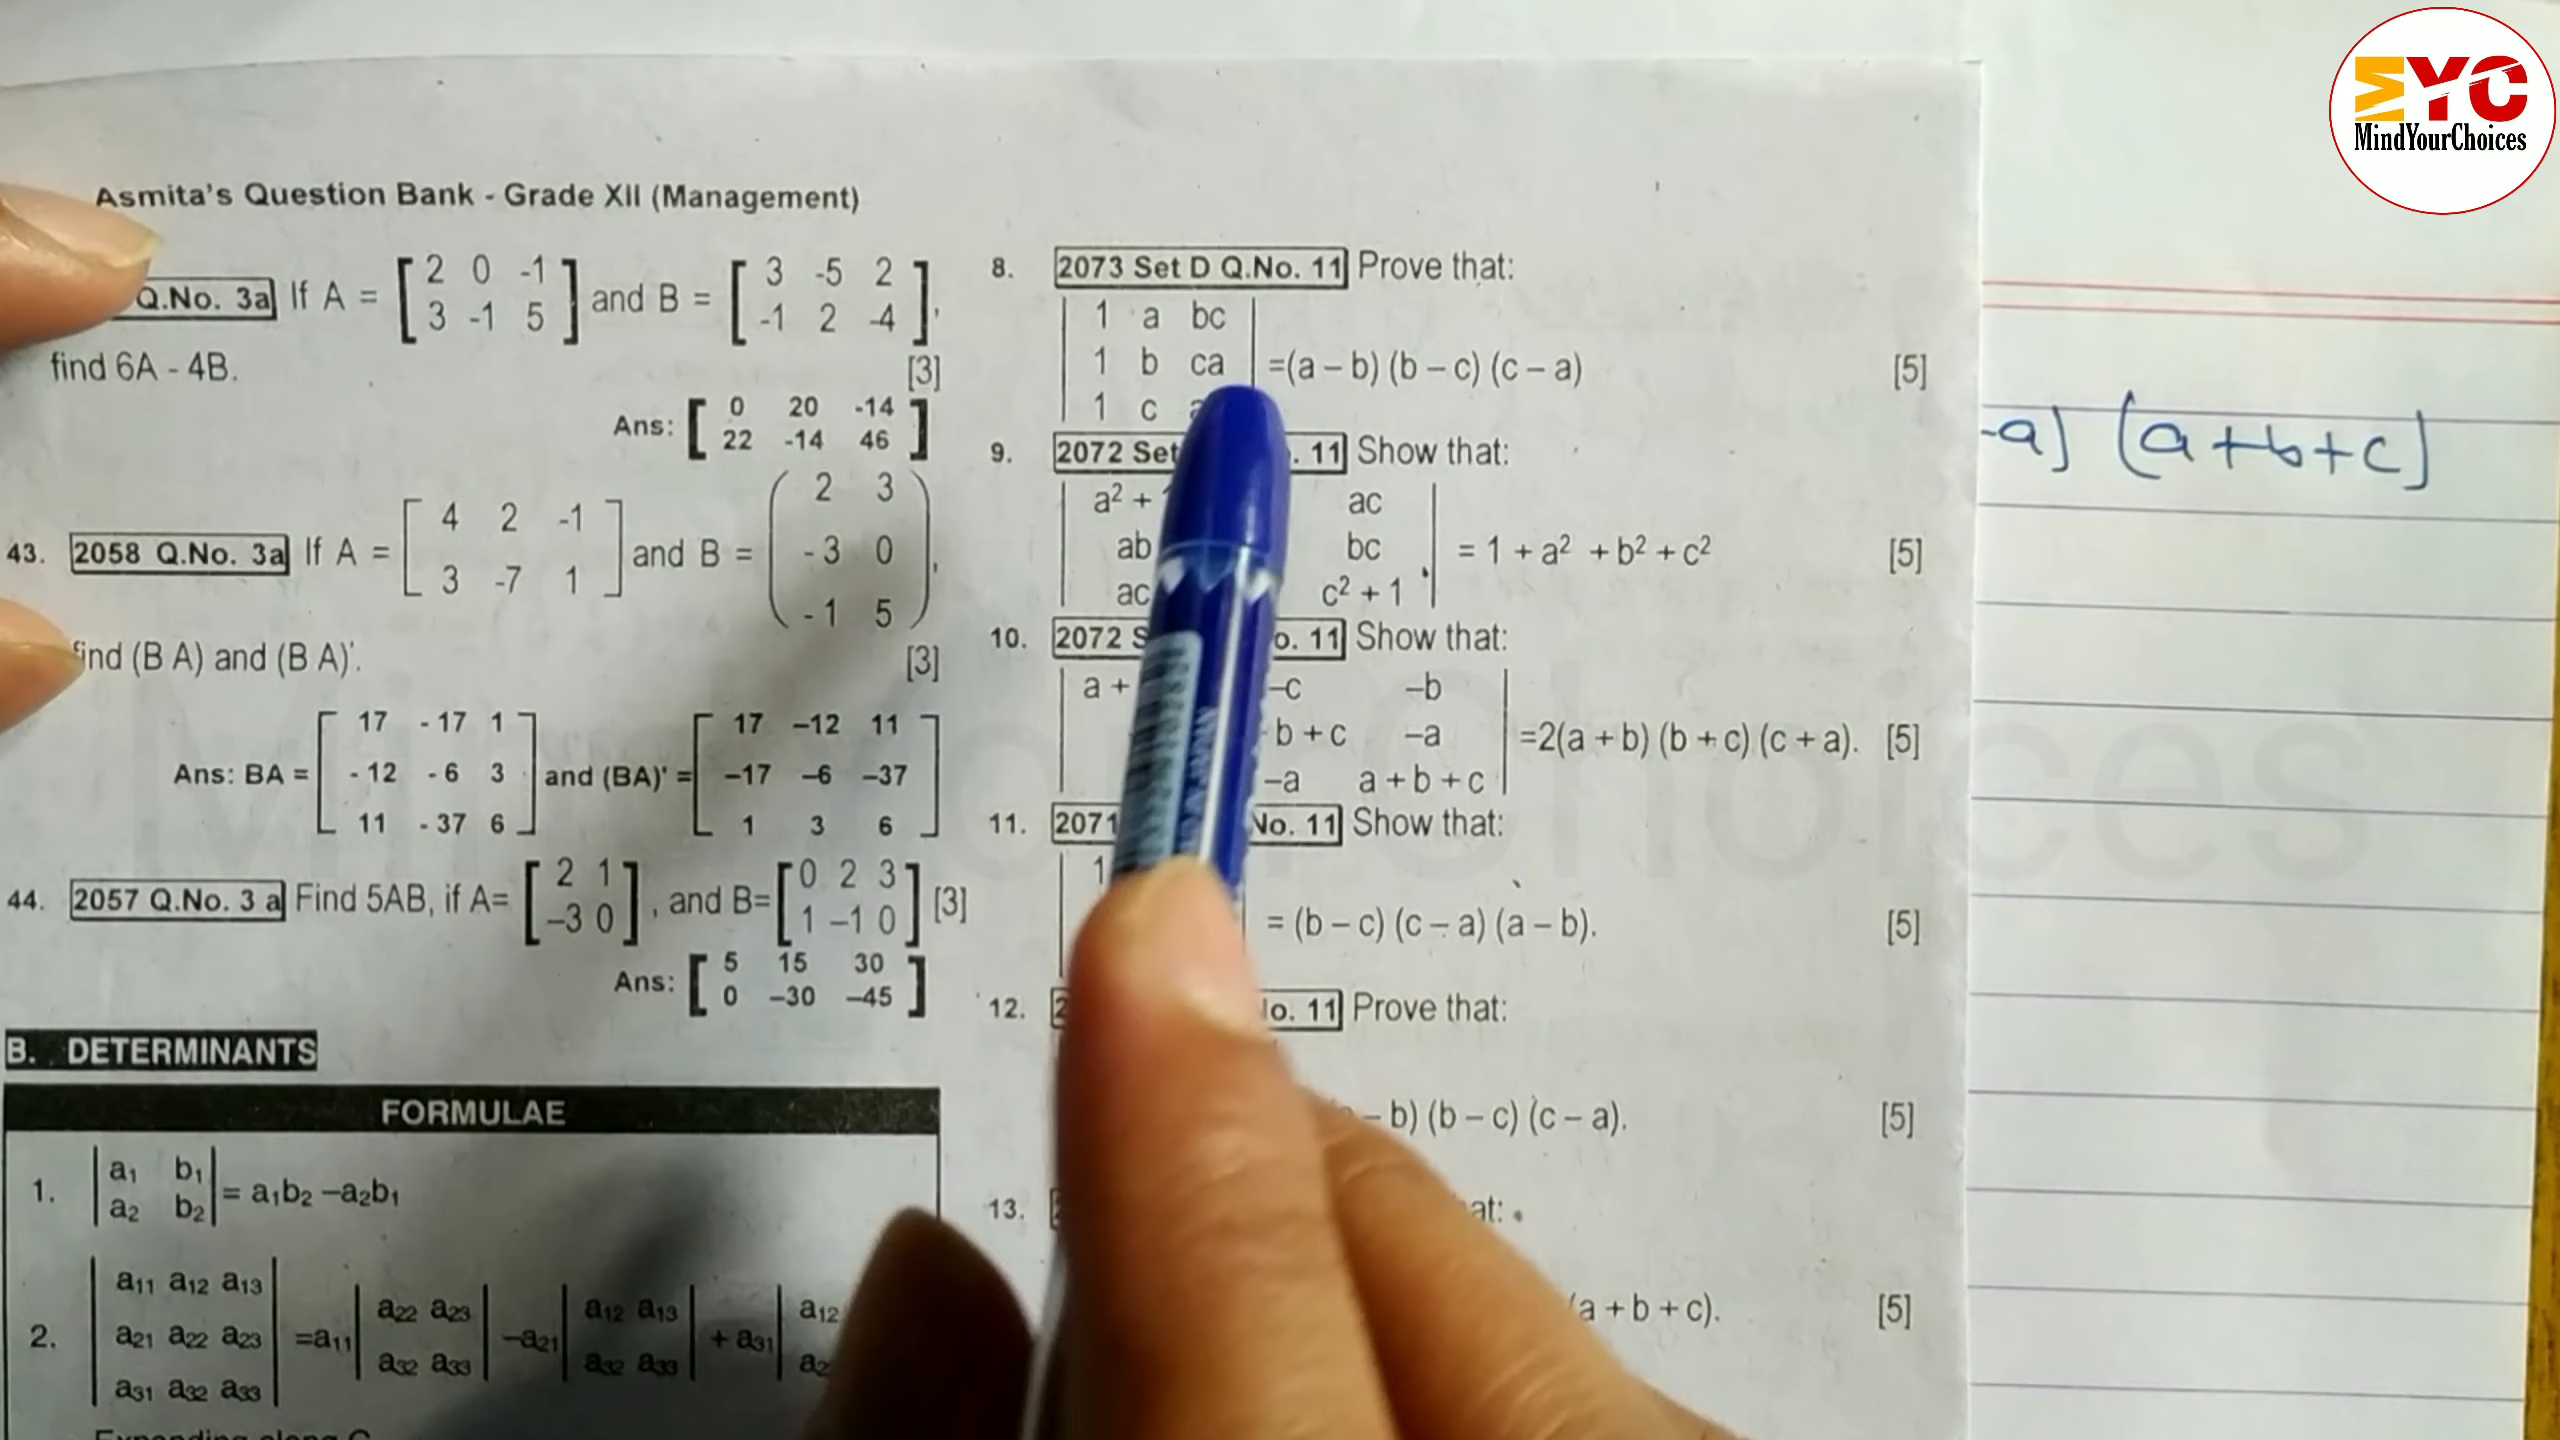 MYC
MindYourChoices
Asmita's Question Bank - Grade XII (Management)
Q.No. 3a If A = [ 2 0 -1 ; 3 -1 5 ] and B = [ 3 -5 2 ; -1 2 -4 ],
find 6A - 4B. [3]
Ans: [ 0 20 -14 ; 22 -14 46 ]
43. 2058 Q.No. 3a If A = [ 4 2 -1 ; 3 -7 1 ] and B = ( 2 3 ; -3 0 ; -1 5 ),
find (B A) and (B A)'. [3]
Ans: BA = [ 17 -17 1 ; -12 -6 3 ; 11 -37 6 ] and (BA)' = [ 17 –12 11 ; –17 –6 –37 ; 1 3 6 ]
44. 2057 Q.No. 3 a Find 5AB, if A= [ 2 1 ; –3 0 ], and B= [ 0 2 3 ; 1 –1 0 ] [3]
Ans: [ 5 15 30 ; 0 –30 –45 ]
B. DETERMINANTS
FORMULAE
1. | a₁ b₁ ; a₂ b₂ | = a₁b₂ –a₂b₁
2. | a₁₁ a₁₂ a₁₃ ; a₂₁ a₂₂ a₂₃ ; a₃₁ a₃₂ a₃₃ | =a₁₁ | a₂₂ a₂₃ ; a₃₂ a₃₃ | –a₂₁ | a₁₂ a₁₃ ; a₃₂ a₃₃ | + a₃₁ | a₁₂
8. 2073 Set D Q.No. 11 Prove that:
| 1 a bc ; 1 b ca ; 1 c | =(a – b) (b – c) (c – a) [5]
9. 2072 Set . 11 Show that:
| a² + ac ; ab bc ; ac c² + 1 | = 1 + a² + b² + c² [5]
10. 2072 o. 11 Show that:
| a + –c –b ; b + c –a ; –a a + b + c | =2(a + b) (b + c) (c + a). [5]
11. 2071 No. 11 Show that:
| 1 = (b – c) (c – a) (a – b). [5]
12. o. 11 Prove that:
– b) (b – c) (c – a). [5]
13. at:
(a + b + c). [5]
-a) (a+b+c)
Mind Your Choices